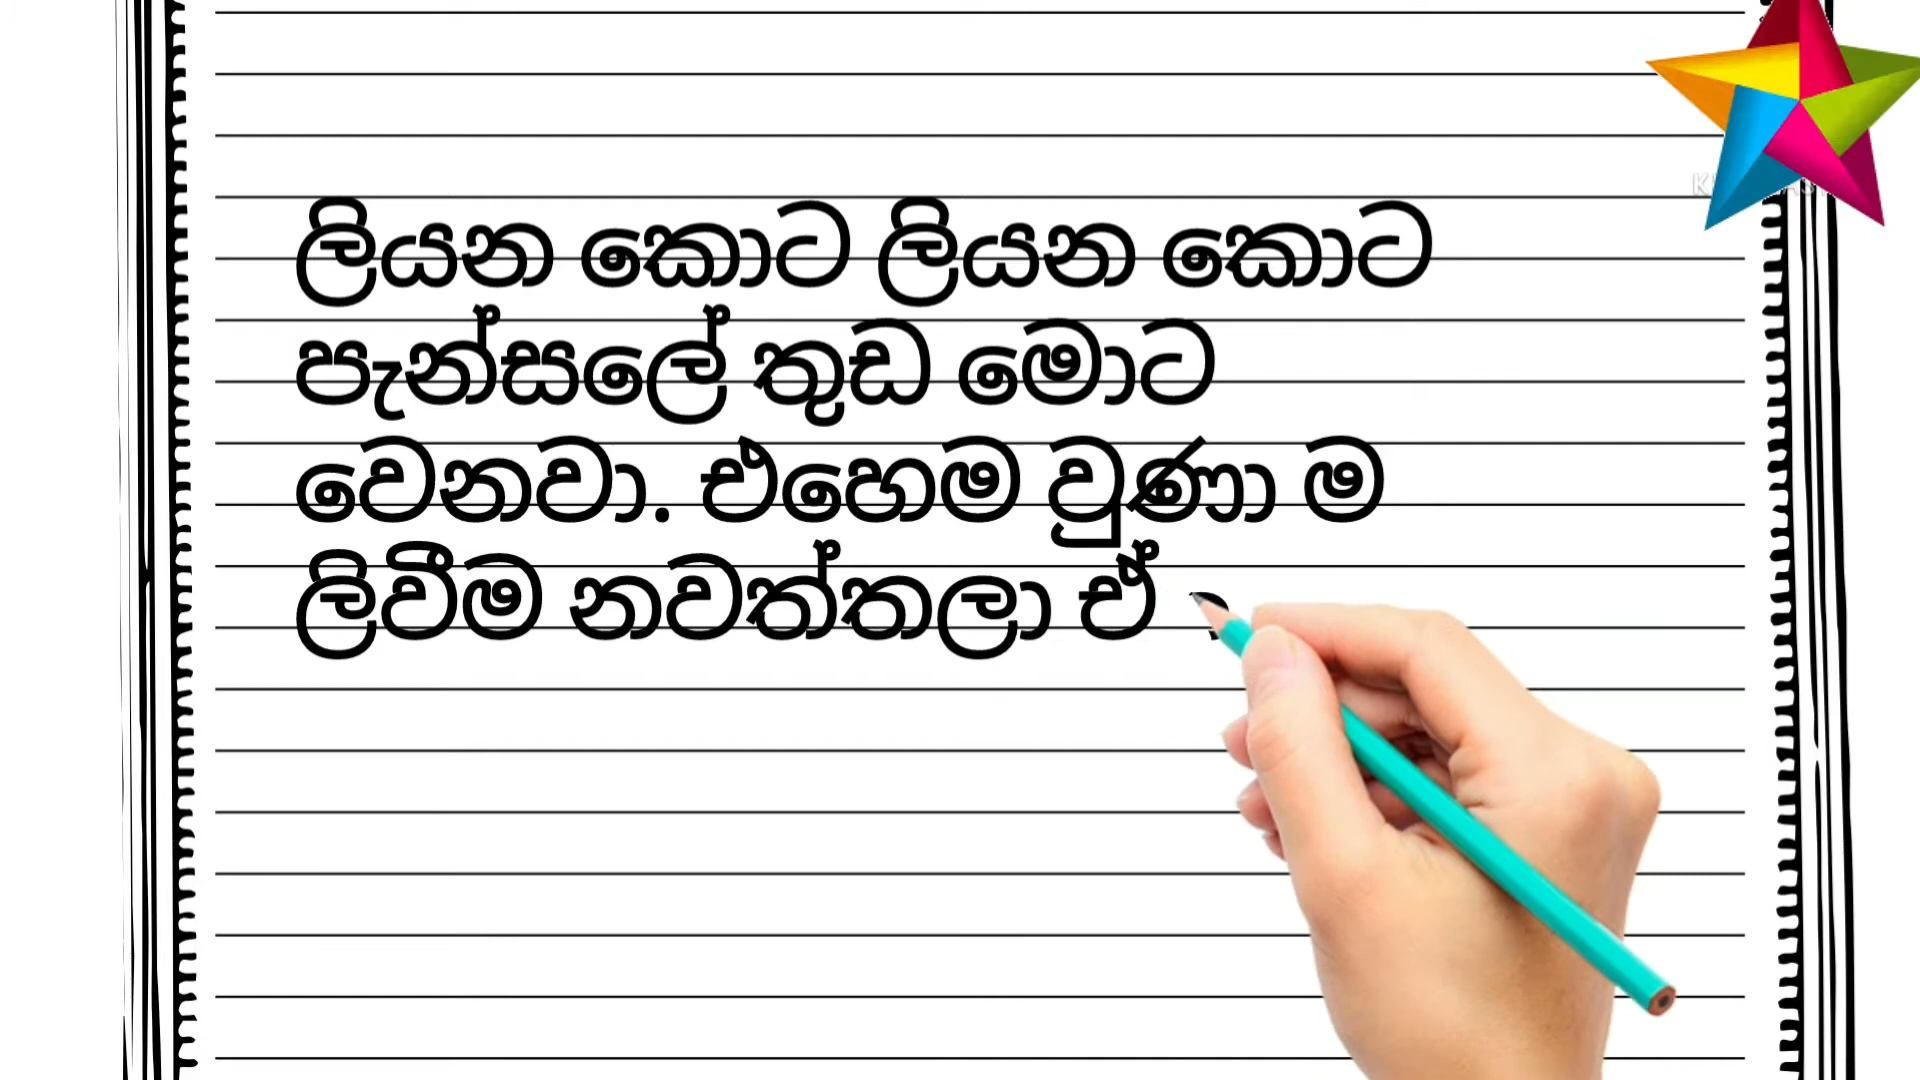 ලියන කොට ලියන කොට
පැන්සලේ තුඩ මොට
වෙනවා. එහෙම වුණා ම
ලිවීම නවත්තලා ඒ